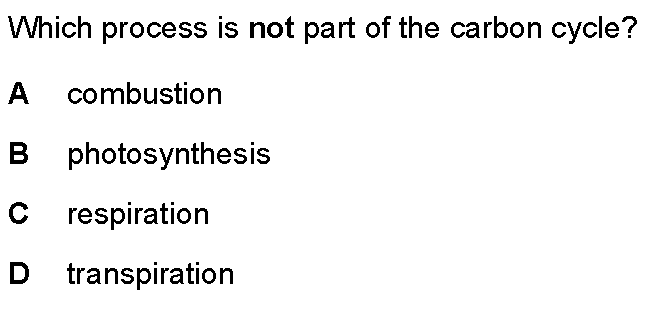 Which process is not part of the carbon cycle?
A combustion
B photosynthesis
C respiration
D transpiration